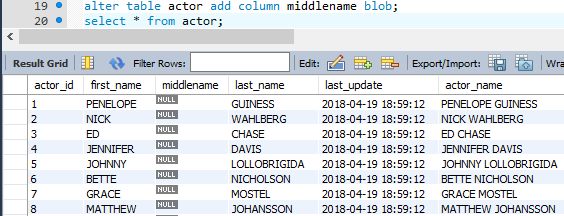 19 alter table actor add column middlename blob;
20 select * from actor;
Result Grid Filter Rows: Edit: Export/Import: Wra
actor_id first_name middlename last_name last_update actor_name
1 PENELOPE NULL GUINESS 2018-04-19 18:59:12 PENELOPE GUINESS
2 NICK NULL WAHLBERG 2018-04-19 18:59:12 NICK WAHLBERG
3 ED NULL CHASE 2018-04-19 18:59:12 ED CHASE
4 JENNIFER NULL DAVIS 2018-04-19 18:59:12 JENNIFER DAVIS
5 JOHNNY NULL LOLLOBRIGIDA 2018-04-19 18:59:12 JOHNNY LOLLOBRIGIDA
6 BETTE NULL NICHOLSON 2018-04-19 18:59:12 BETTE NICHOLSON
7 GRACE NULL MOSTEL 2018-04-19 18:59:12 GRACE MOSTEL
8 MATTHEW NULL JOHANSSON 2018-04-19 18:59:12 MATTHEW JOHANSSON